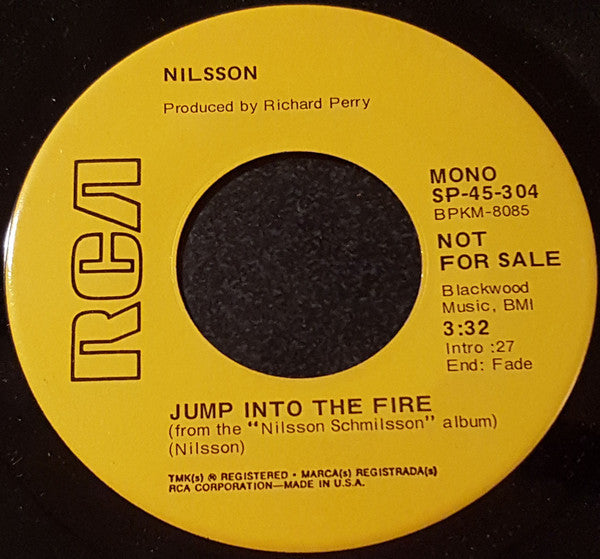 NILSSON
Produced by Richard Perry
RCA
MONO
SP-45-304
BPKM-8085
NOT
FOR SALE
Blackwood
Music, BMI
3:32
Intro :27
End: Fade
JUMP INTO THE FIRE
(from the "Nilsson Schmilsson" album)
(Nilsson)
TMK(s) ® REGISTERED • MARCA(s) REGISTRADA(s)
RCA CORPORATION—MADE IN U.S.A.